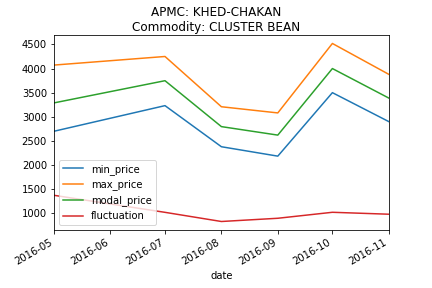 APMC: KHED-CHAKAN
Commodity: CLUSTER BEAN
4500
4000
3500
3000
2500
2000
1500
1000
min_price
max_price
modal_price
fluctuation
2016-05
2016-06
2016-07
2016-08
2016-09
2016-10
2016-11
date